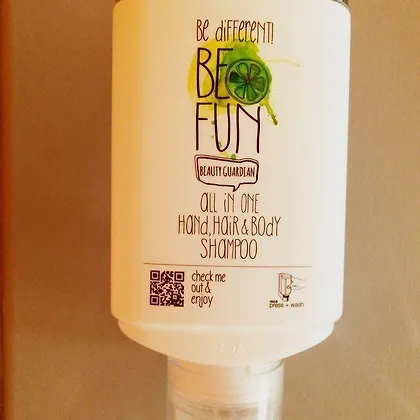 Be different!
BE
FUN
BEAUTY GUARDIAN
ALL IN ONE
HAND, HAIR & BODY
SHAMPOO
check me
out &
enjoy
press + wash